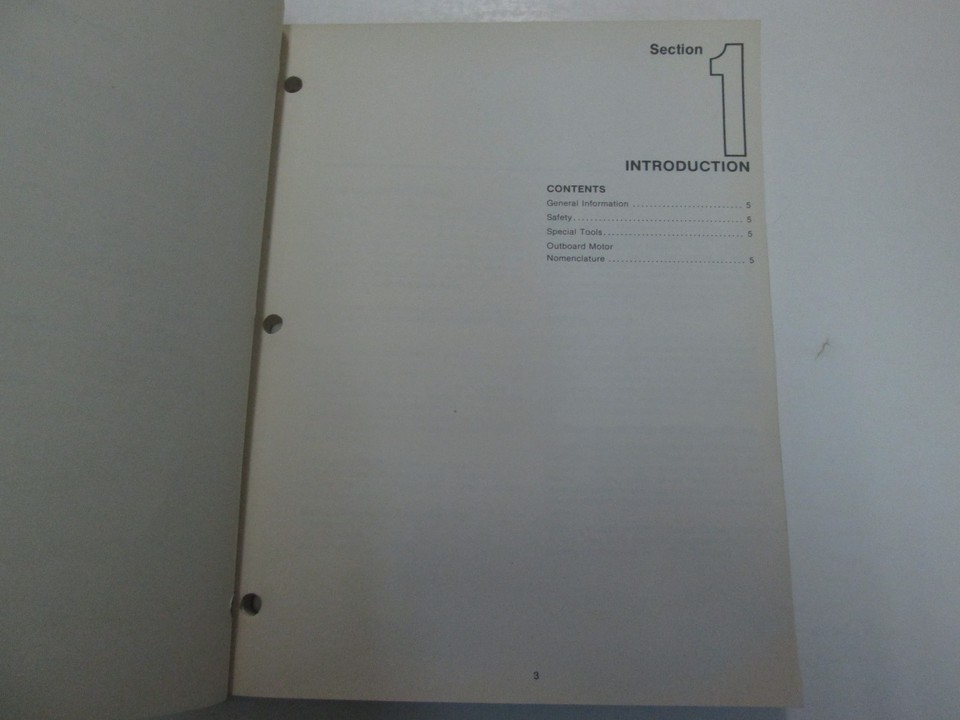 Section 1
INTRODUCTION
CONTENTS
General Information .......................... 5
Safety........................................ 5
Special Tools................................. 5
Outboard Motor
Nomenclature ................................ 5
3